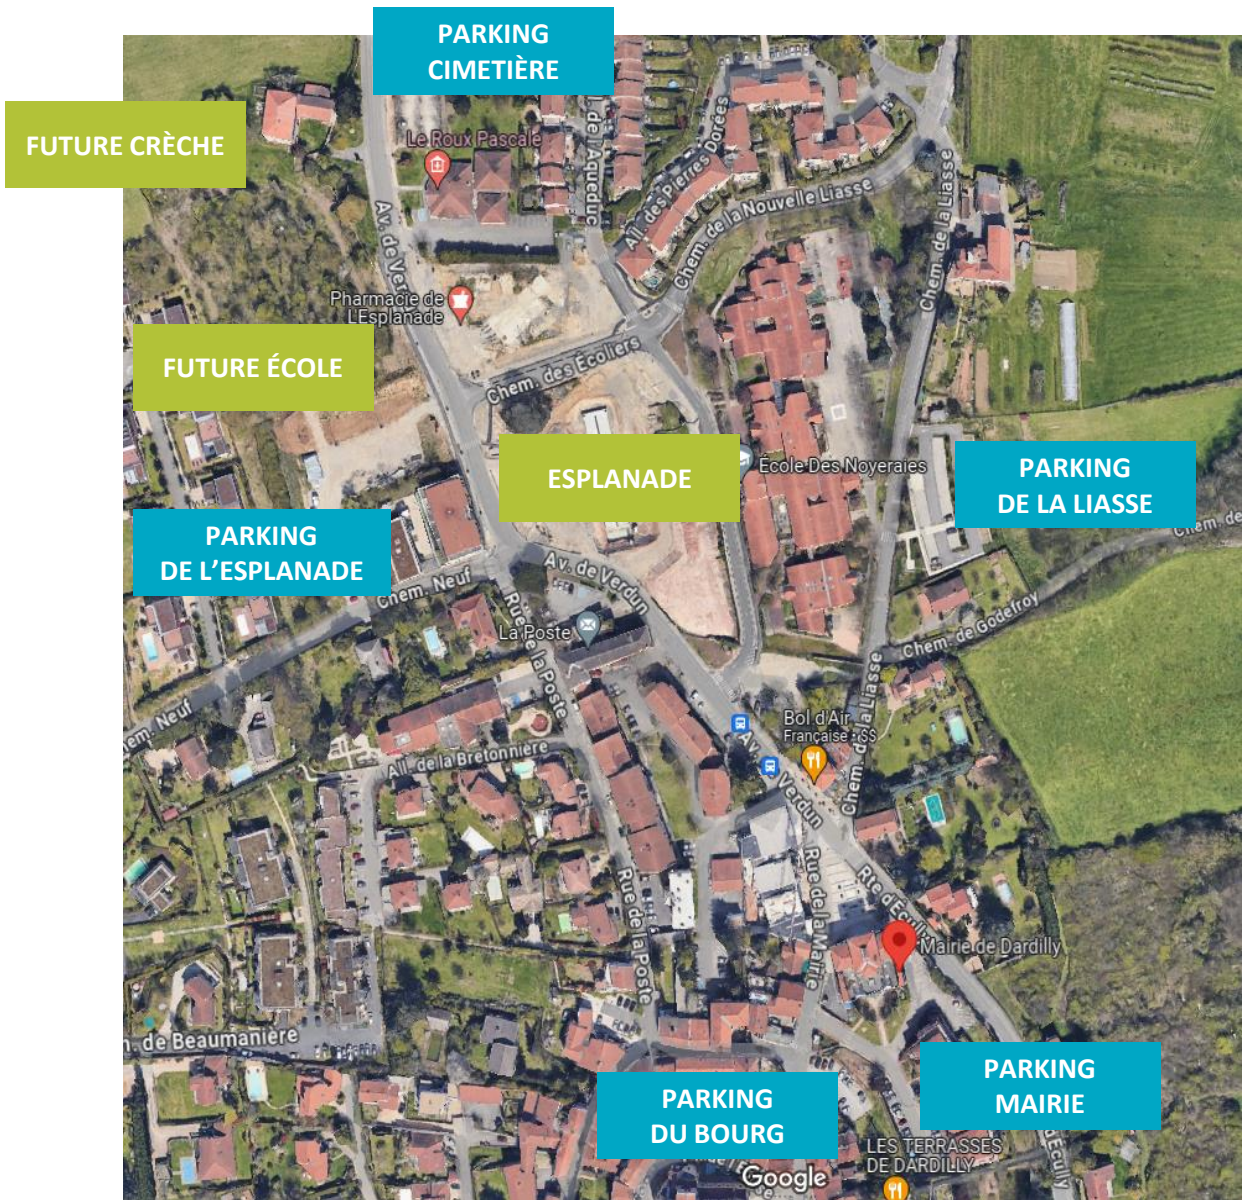 PARKING
CIMETIÈRE
FUTURE CRÈCHE
Le Roux Pascale
de l'Aqueduc
All. des Pierres Dorées
Chem. de la Nouvelle Liasse
Chem. de la Liasse
Av. de Verd
Pharmacie de
L'Esplanade
FUTURE ÉCOLE
Chem. des Écoliers
ESPLANADE
École Des Noyeraies
PARKING
DE LA LIASSE
Chem. de
PARKING
DE L'ESPLANADE
Chem. Neuf
Av. de Verdun
La Poste
Rue de la Poste
Chem. de Godefroy
Chem. de la Liasse
em. Neuf
All. de la Bretonnière
Bol d'Air
Française · $$
Av. Verdun
Rue de la Poste
Rue de la Mairie
Rte d'Écully
Mairie de Dardilly
n. de Beaumanière
PARKING
MAIRIE
PARKING
DU BOURG
LES TERRASSES
DE DARDILLY
d'Écully
Google